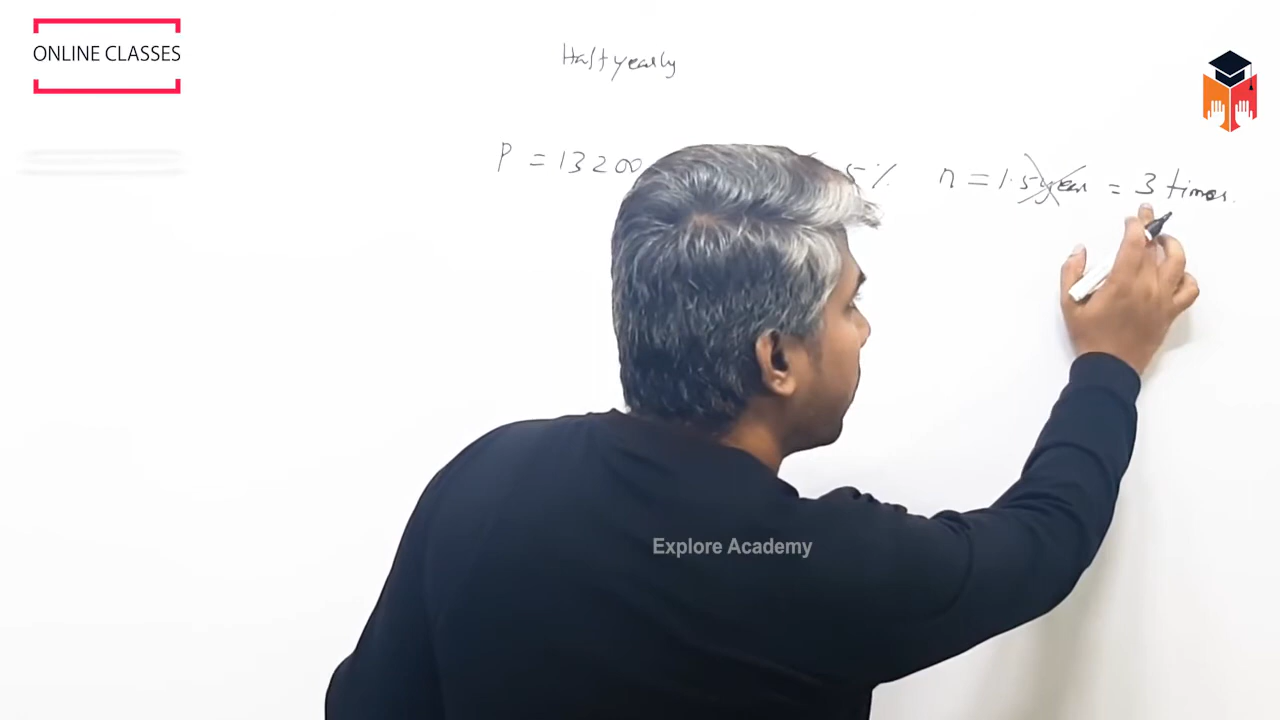 ONLINE CLASSES
Half yearly
P = 13200 5% n = 1.5 year = 3 times.
Explore Academy